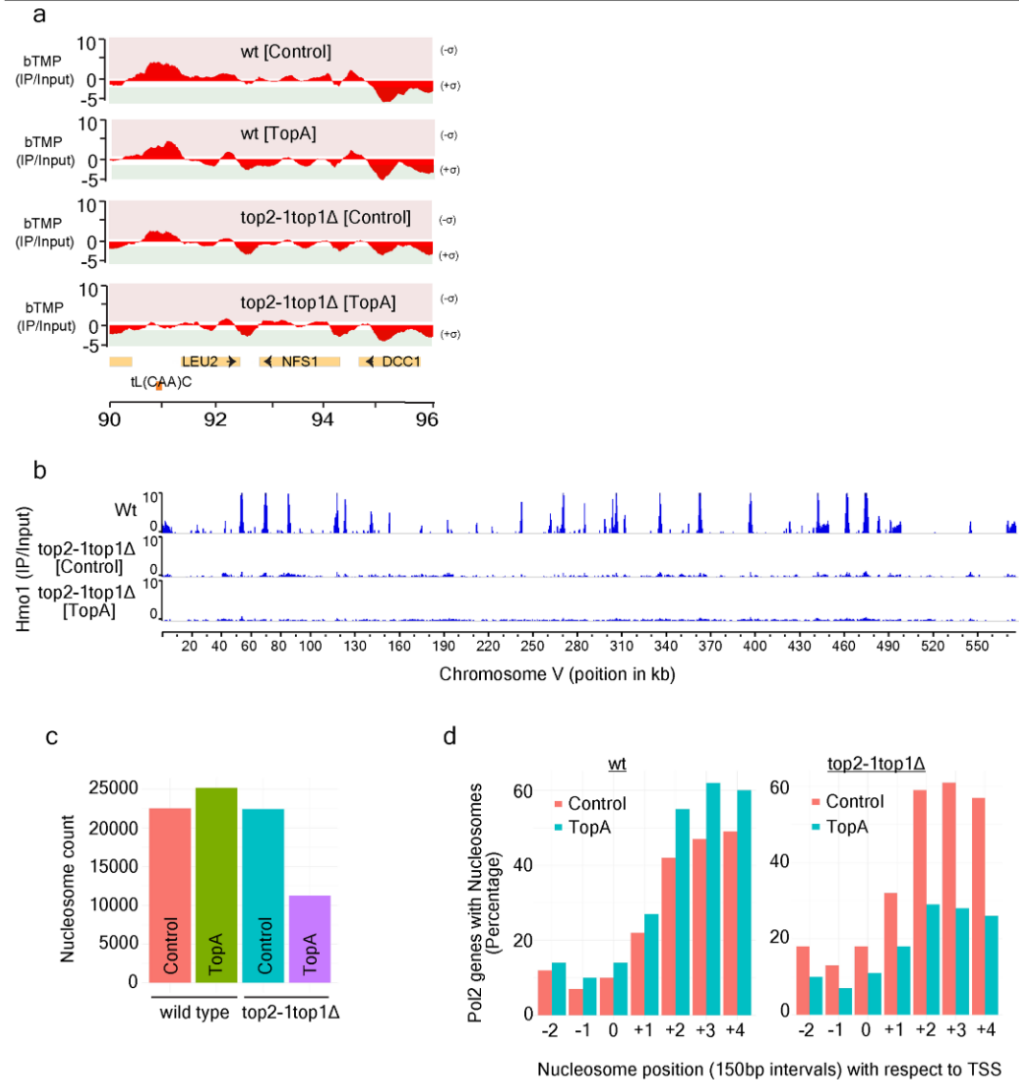 a
bTMP
(IP/Input)
10
0
-5
wt [Control]
(-σ)
(+σ)
bTMP
(IP/Input)
10
0
-5
wt [TopA]
(-σ)
(+σ)
bTMP
(IP/Input)
10
0
-5
top2-1top1Δ [Control]
(-σ)
(+σ)
bTMP
(IP/Input)
10
0
-5
top2-1top1Δ [TopA]
(-σ)
(+σ)
LEU2 NFS1 DCC1
tL(CAA)C
90 92 94 96
b
Hmo1 (IP/Input)
Wt
10
0
top2-1top1Δ
[Control]
10
0
top2-1top1Δ
[TopA]
10
0
20 40 60 80 100 130 160 190 220 250 280 310 340 370 400 430 460 490 520 550
Chromosome V (poition in kb)
c
Nucleosome count
25000
20000
15000
10000
5000
0
Control
TopA
Control
TopA
wild type top2-1top1Δ
d
Pol2 genes with Nucleosomes
(Percentage)
wt
60
40
20
0
Control
TopA
-2 -1 0 +1 +2 +3 +4
top2-1top1Δ
60
40
20
0
Control
TopA
-2 -1 0 +1 +2 +3 +4
Nucleosome position (150bp intervals) with respect to TSS